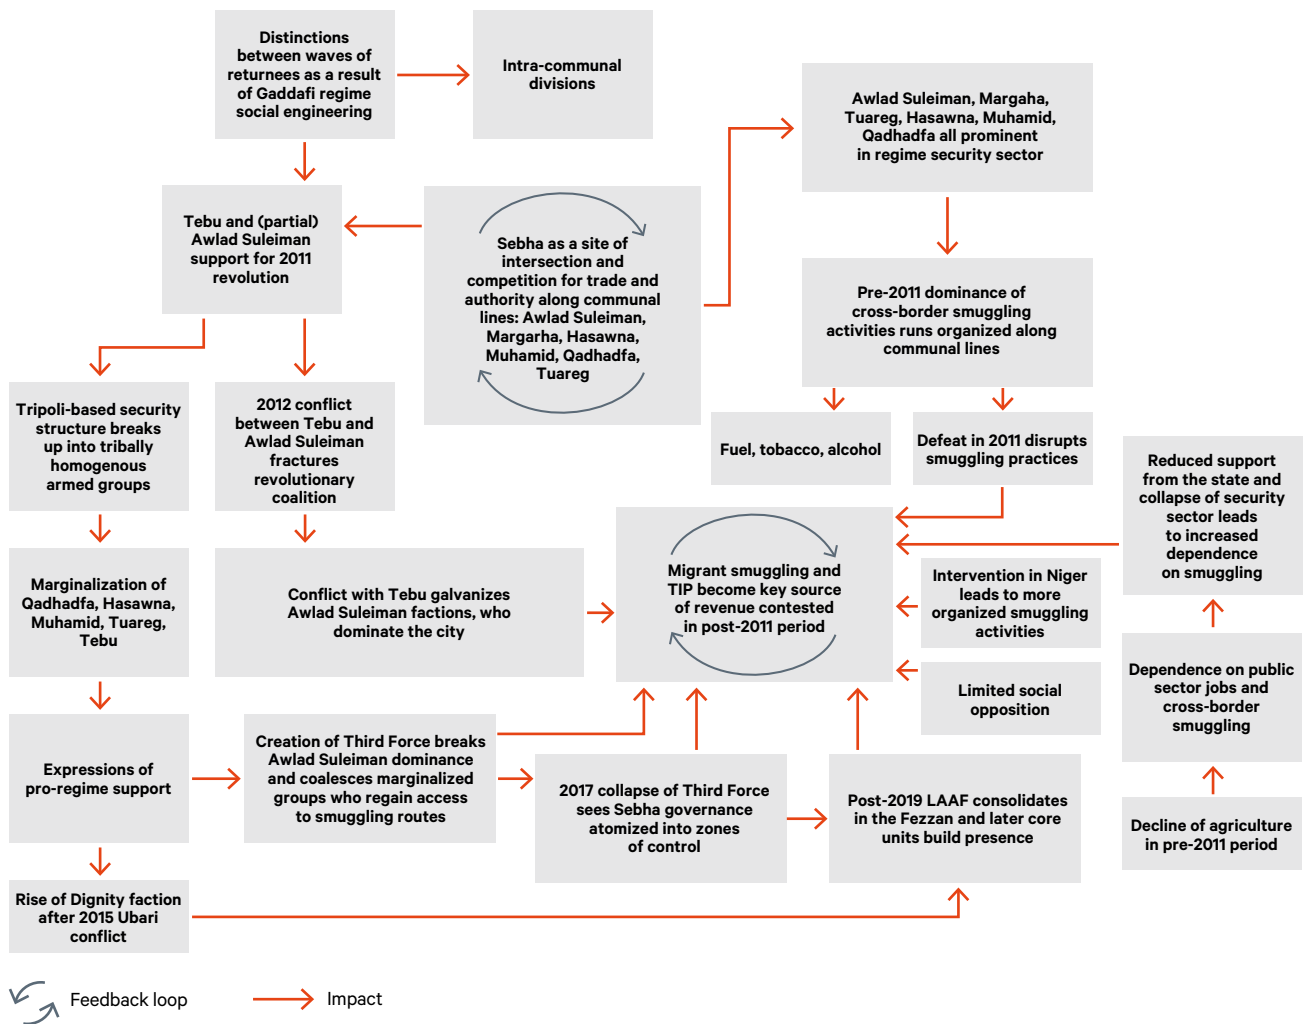 Distinctions
between waves of
returnees as a result
of Gaddafi regime
social engineering
Intra-communal
divisions
Awlad Suleiman, Margaha,
Tuareg, Hasawna, Muhamid,
Qadhadfa all prominent
in regime security sector
Tebu and (partial)
Awlad Suleiman
support for 2011
revolution
Sebha as a site of
intersection and
competition for trade and
authority along communal
lines: Awlad Suleiman,
Margarha, Hasawna,
Muhamid, Qadhadfa,
Tuareg
Pre-2011 dominance of
cross-border smuggling
activities runs organized along
communal lines
Tripoli-based security
structure breaks
up into tribally
homogenous
armed groups
2012 conflict
between Tebu and
Awlad Suleiman
fractures
revolutionary
coalition
Fuel, tobacco, alcohol
Defeat in 2011 disrupts
smuggling practices
Reduced support
from the state and
collapse of security
sector leads
to increased
dependence
on smuggling
Marginalization of
Qadhadfa, Hasawna,
Muhamid, Tuareg,
Tebu
Conflict with Tebu galvanizes
Awlad Suleiman factions, who
dominate the city
Migrant smuggling and
TIP become key source
of revenue contested
in post-2011 period
Intervention in Niger
leads to more
organized smuggling
activities
Limited social
opposition
Dependence on public
sector jobs and
cross-border
smuggling
Expressions of
pro-regime support
Creation of Third Force breaks
Awlad Suleiman dominance
and coalesces marginalized
groups who regain access
to smuggling routes
2017 collapse of Third Force
sees Sebha governance
atomized into zones
of control
Post-2019 LAAF consolidates
in the Fezzan and later core
units build presence
Decline of agriculture
in pre-2011 period
Rise of Dignity faction
after 2015 Ubari
conflict
Feedback loop
Impact